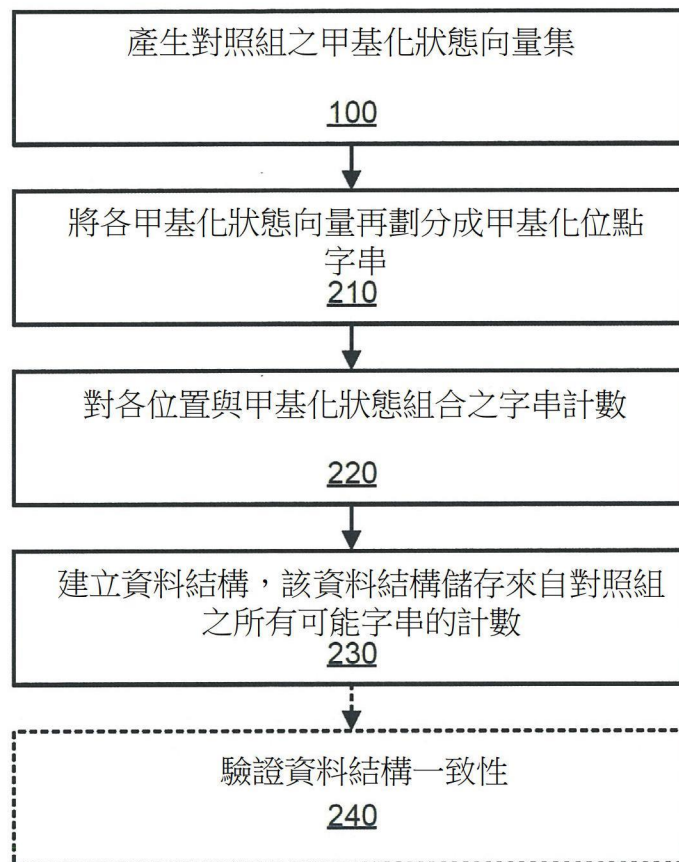 產生對照組之甲基化狀態向量集
100
將各甲基化狀態向量再劃分成甲基化位點
字串
210
對各位置與甲基化狀態組合之字串計數
220
建立資料結構，該資料結構儲存來自對照組
之所有可能字串的計數
230
驗證資料結構一致性
240